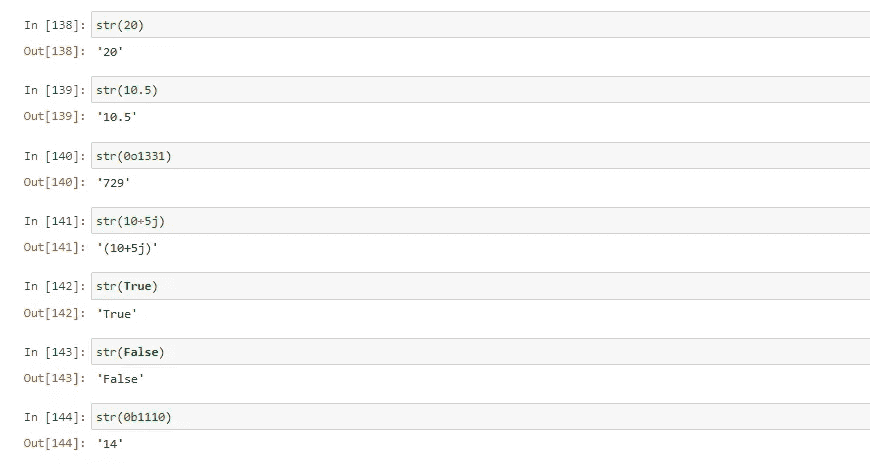 In [138]: str(20)
Out[138]: '20'
In [139]: str(10.5)
Out[139]: '10.5'
In [140]: str(0o1331)
Out[140]: '729'
In [141]: str(10+5j)
Out[141]: '(10+5j)'
In [142]: str(True)
Out[142]: 'True'
In [143]: str(False)
Out[143]: 'False'
In [144]: str(0b1110)
Out[144]: '14'